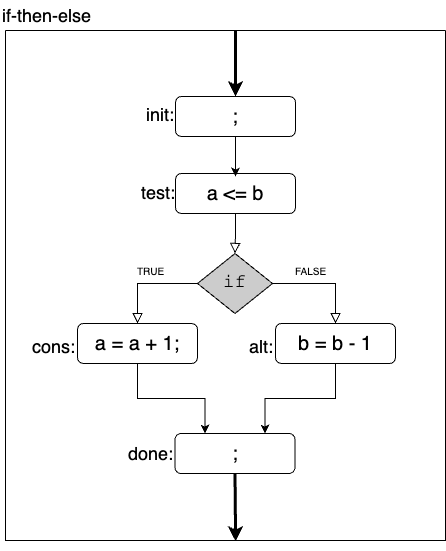 if-then-else
init:
;
test:
a <= b
if
TRUE
FALSE
cons:
a = a + 1;
alt:
b = b - 1
done:
;